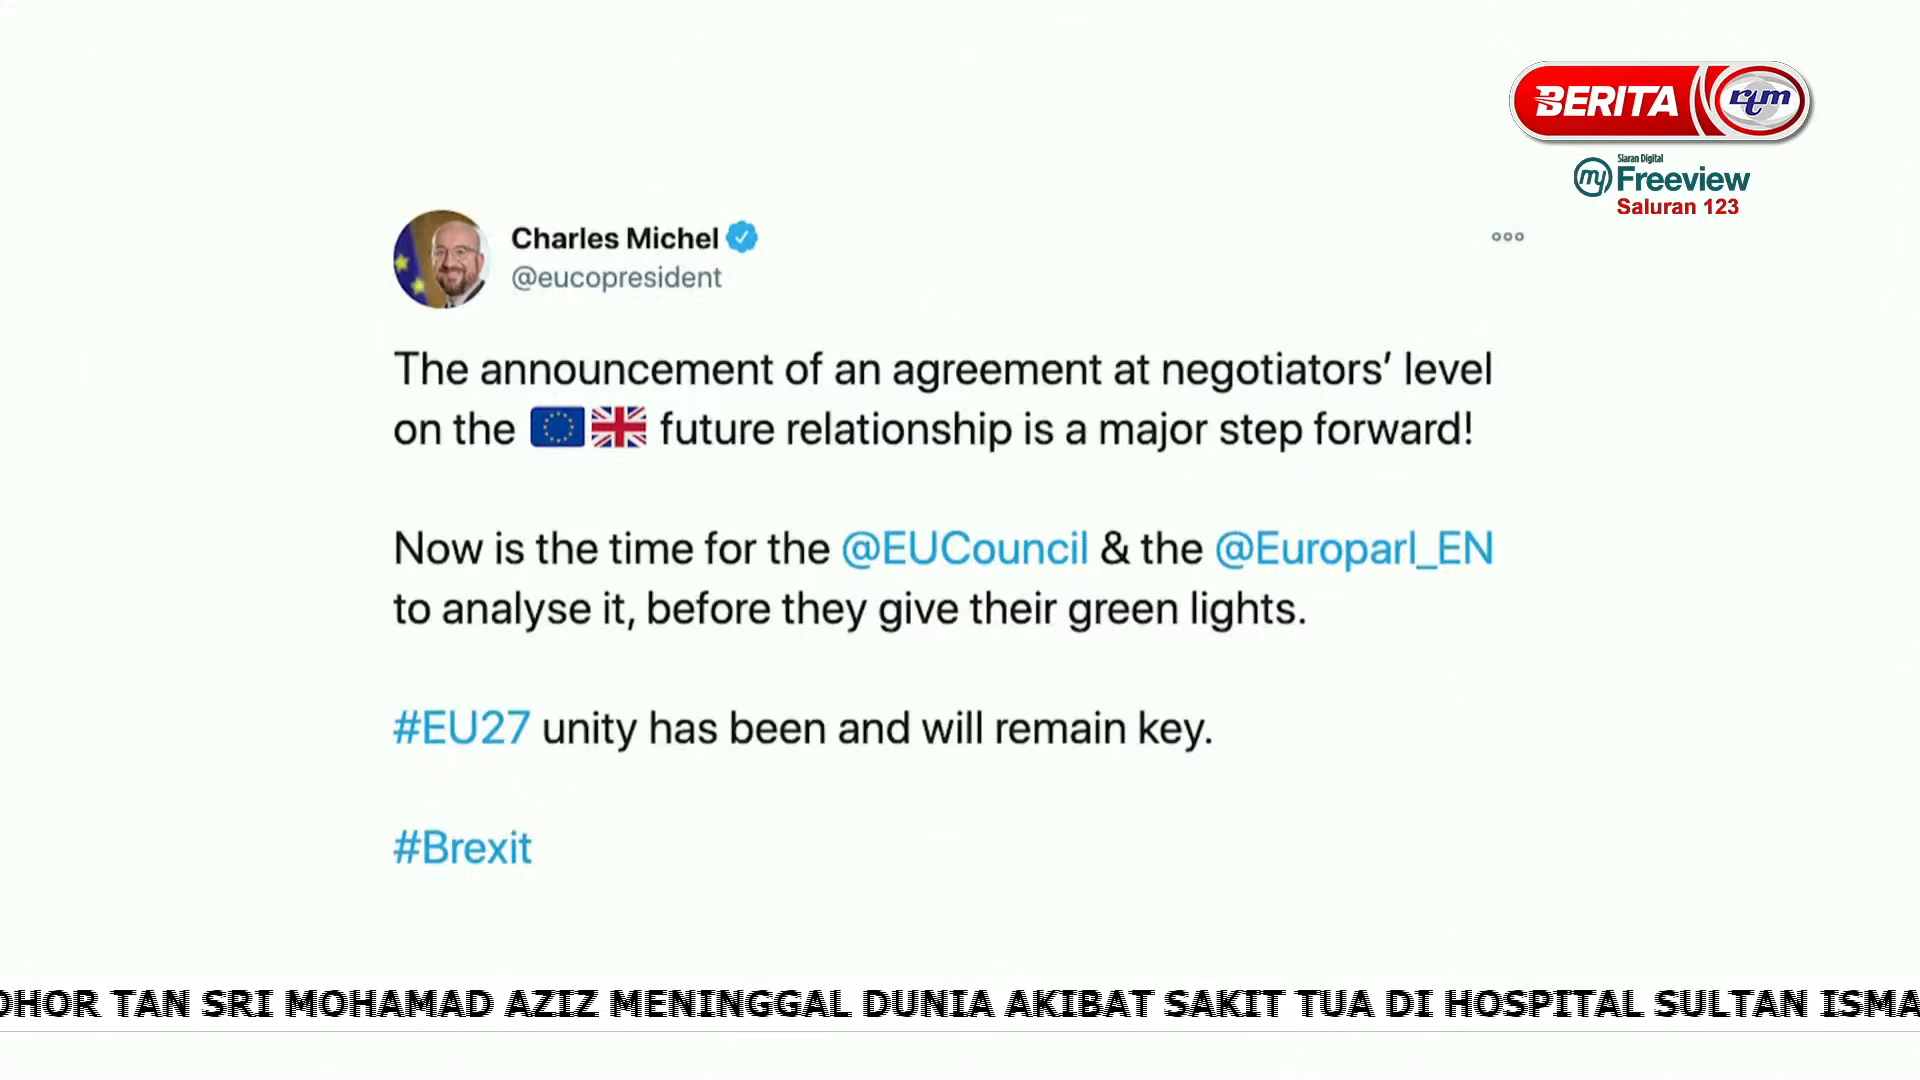 BERITA rtm
Siaran Digital
my Freeview
Saluran 123
Charles Michel
@eucopresident
The announcement of an agreement at negotiators’ level
on the 🇪🇺🇬🇧 future relationship is a major step forward!
Now is the time for the @EUCouncil & the @Europarl_EN
to analyse it, before they give their green lights.
#EU27 unity has been and will remain key.
#Brexit
OHOR TAN SRI MOHAMAD AZIZ MENINGGAL DUNIA AKIBAT SAKIT TUA DI HOSPITAL SULTAN ISMA